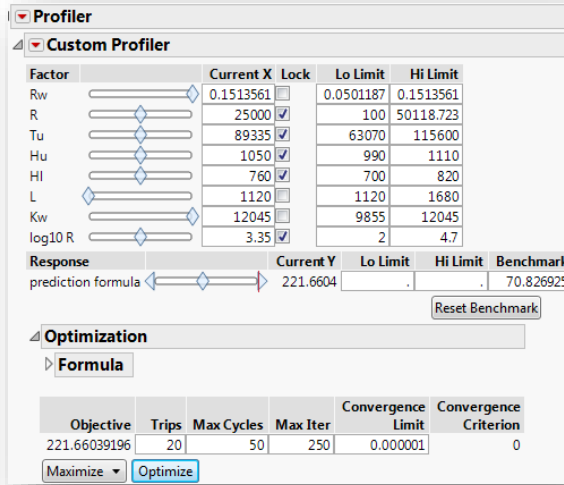 Profiler
Custom Profiler
Factor Current X Lock Lo Limit Hi Limit
Rw 0.1513561 0.0501187 0.1513561
R 25000 100 50118.723
Tu 89335 63070 115600
Hu 1050 990 1110
Hl 760 700 820
L 1120 1120 1680
Kw 12045 9855 12045
log10 R 3.35 2 4.7
Response Current Y Lo Limit Hi Limit Benchmark
prediction formula 221.6604 . . 70.826925
Reset Benchmark
Optimization
Formula
Convergence Convergence
Objective Trips Max Cycles Max Iter Limit Criterion
221.66039196 20 50 250 0.000001 0
Maximize Optimize